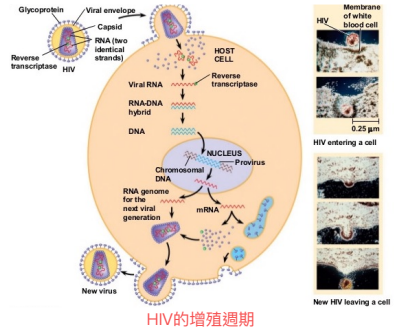 Glycoprotein
Viral envelope
Capsid
RNA (two
identical
strands)
Reverse
transcriptase
HIV
HOST
CELL
Reverse
transcriptase
Viral RNA
RNA-DNA
hybrid
DNA
NUCLEUS
Provirus
Chromosomal
DNA
RNA genome
for the
next viral
generation
mRNA
New virus
Membrane
of white
blood cell
HIV
0.25 μm
HIV entering a cell
New HIV leaving a cell
HIV的增殖週期